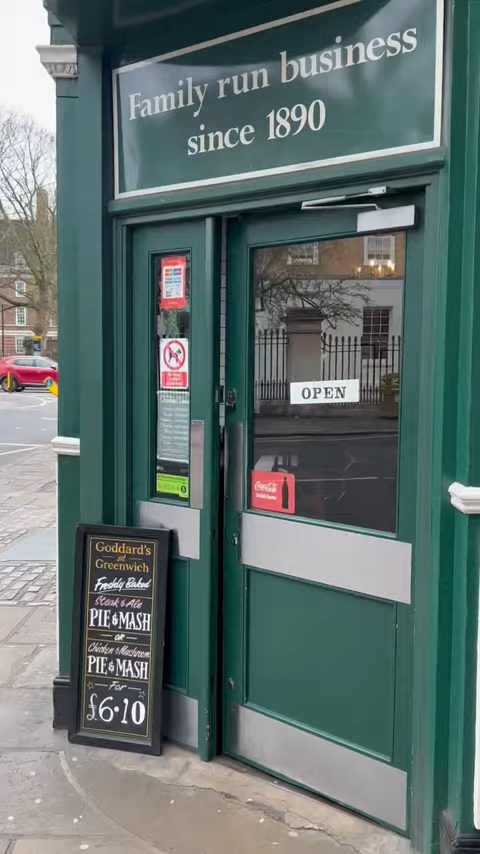 Family run business
since 1890
OPEN
Coca-Cola
Goddard's
at
Greenwich
Freshly Baked
Steak & Ale
PIE & MASH
OR
Chicken & Mushroom
PIE & MASH
For
£6·10